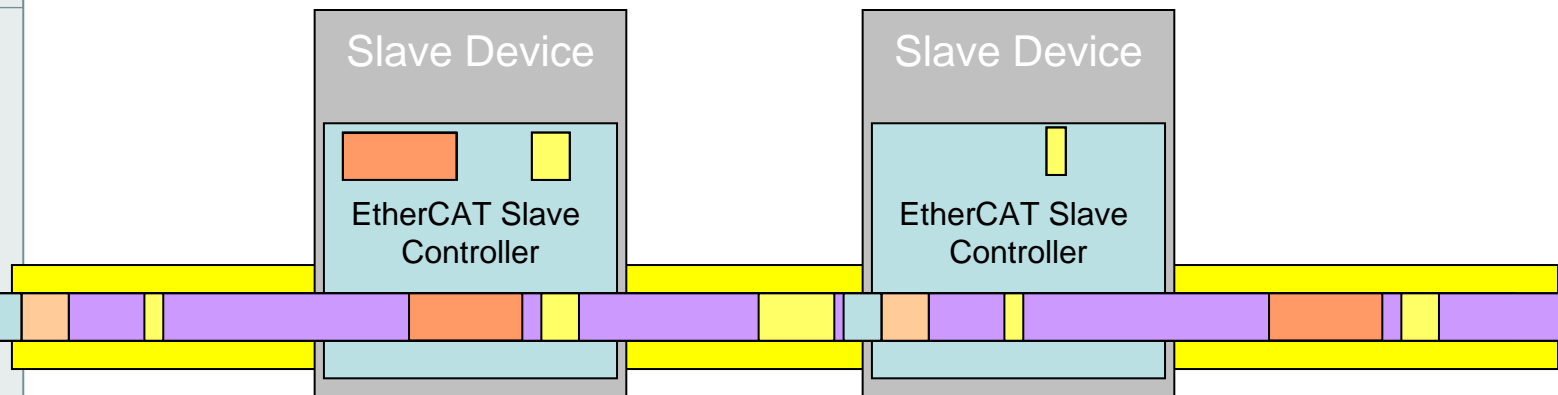 Slave Device
EtherCAT Slave
Controller
Slave Device
EtherCAT Slave
Controller